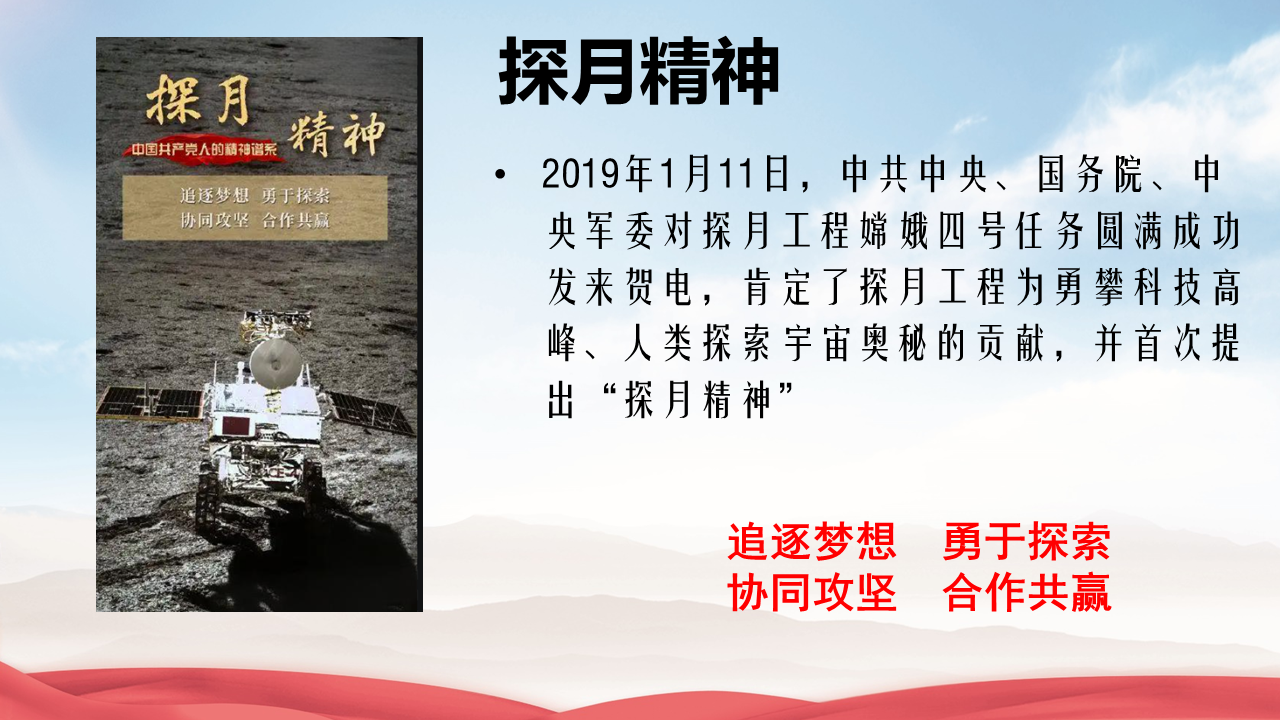 探月
精神
中国共产党人的精神谱系
追逐梦想 勇于探索
协同攻坚 合作共赢
探月精神
• 2019年1月11日，中共中央、国务院、中
央军委对探月工程嫦娥四号任务圆满成功
发来贺电，肯定了探月工程为勇攀科技高
峰、人类探索宇宙奥秘的贡献，并首次提
出“探月精神”
追逐梦想 勇于探索
协同攻坚 合作共赢